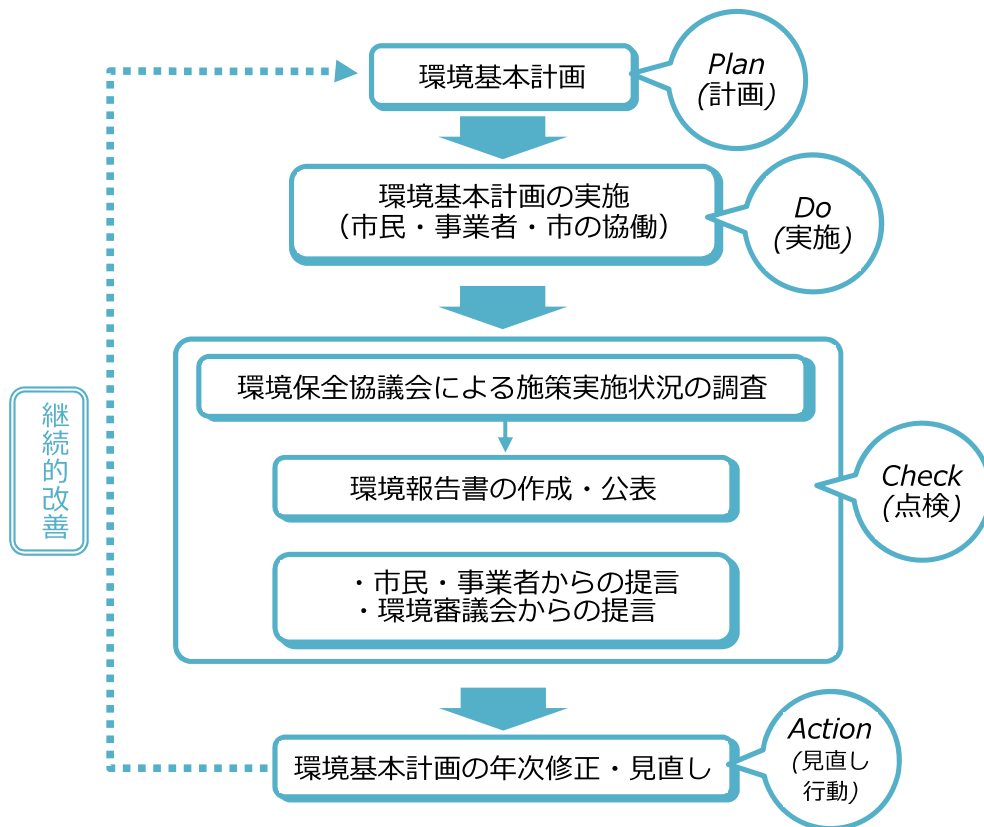 環境基本計画
Plan
(計画)
環境基本計画の実施
（市民・事業者・市の協働）
Do
(実施)
環境保全協議会による施策実施状況の調査
環境報告書の作成・公表
・市民・事業者からの提言
・環境審議会からの提言
Check
(点検)
継続的改善
環境基本計画の年次修正・見直し
Action
(見直し
行動)